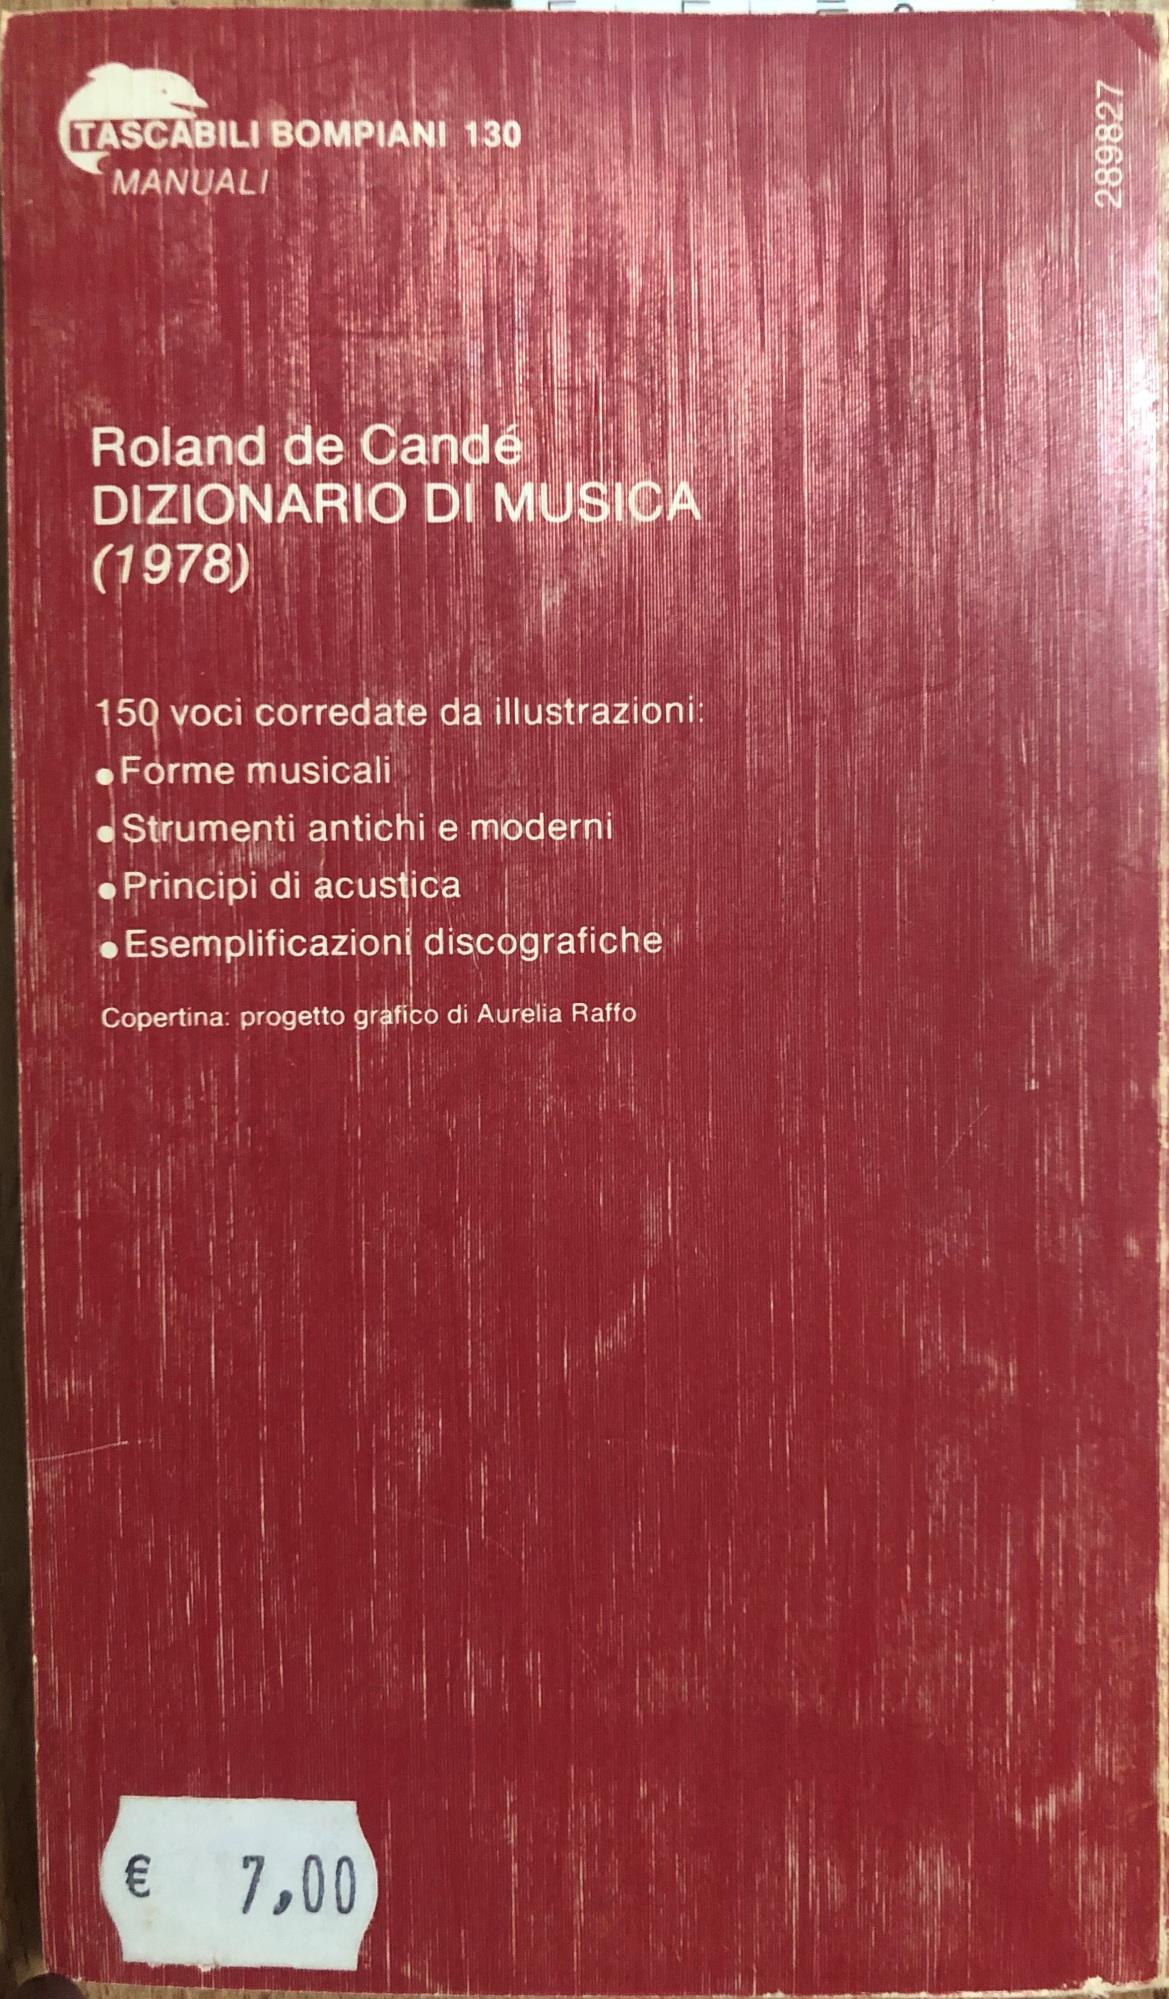 TASCABILI BOMPIANI 130
MANUALI
289827
Roland de Candé
DIZIONARIO DI MUSICA
(1978)
150 voci corredate da illustrazioni:
• Forme musicali
• Strumenti antichi e moderni
• Principi di acustica
• Esemplificazioni discografiche
Copertina: progetto grafico di Aurelia Raffo
€ 7,00